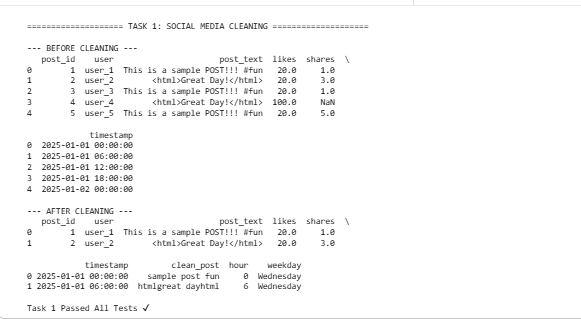 ==================== TASK 1: SOCIAL MEDIA CLEANING ====================
--- BEFORE CLEANING ---
post_id user post_text likes shares \
0 1 user_1 This is a sample POST!!! #fun 20.0 1.0
1 2 user_2 <html>Great Day!</html> 20.0 3.0
2 3 user_3 This is a sample POST!!! #fun 20.0 1.0
3 4 user_4 <html>Great Day!</html> 100.0 NaN
4 5 user_5 This is a sample POST!!! #fun 20.0 5.0
timestamp
0 2025-01-01 00:00:00
1 2025-01-01 06:00:00
2 2025-01-01 12:00:00
3 2025-01-01 18:00:00
4 2025-01-02 00:00:00
--- AFTER CLEANING ---
post_id user post_text likes shares \
0 1 user_1 This is a sample POST!!! #fun 20.0 1.0
1 2 user_2 <html>Great Day!</html> 20.0 3.0
timestamp clean_post hour weekday
0 2025-01-01 00:00:00 sample post fun 0 Wednesday
1 2025-01-01 06:00:00 htmlgreat dayhtml 6 Wednesday
Task 1 Passed All Tests ✓